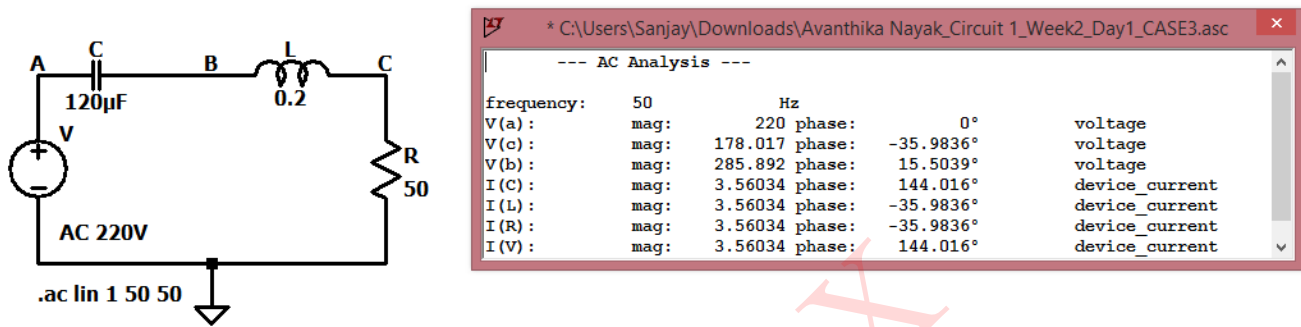 A C B L C
120µF 0.2
V
R
50
AC 220V
.ac lin 1 50 50
* C:\Users\Sanjay\Downloads\Avanthika Nayak_Circuit 1_Week2_Day1_CASE3.asc
--- AC Analysis ---
frequency: 50 Hz
V(a): mag: 220 phase: 0° voltage
V(c): mag: 178.017 phase: -35.9836° voltage
V(b): mag: 285.892 phase: 15.5039° voltage
I(C): mag: 3.56034 phase: 144.016° device_current
I(L): mag: 3.56034 phase: -35.9836° device_current
I(R): mag: 3.56034 phase: -35.9836° device_current
I(V): mag: 3.56034 phase: 144.016° device_current
X